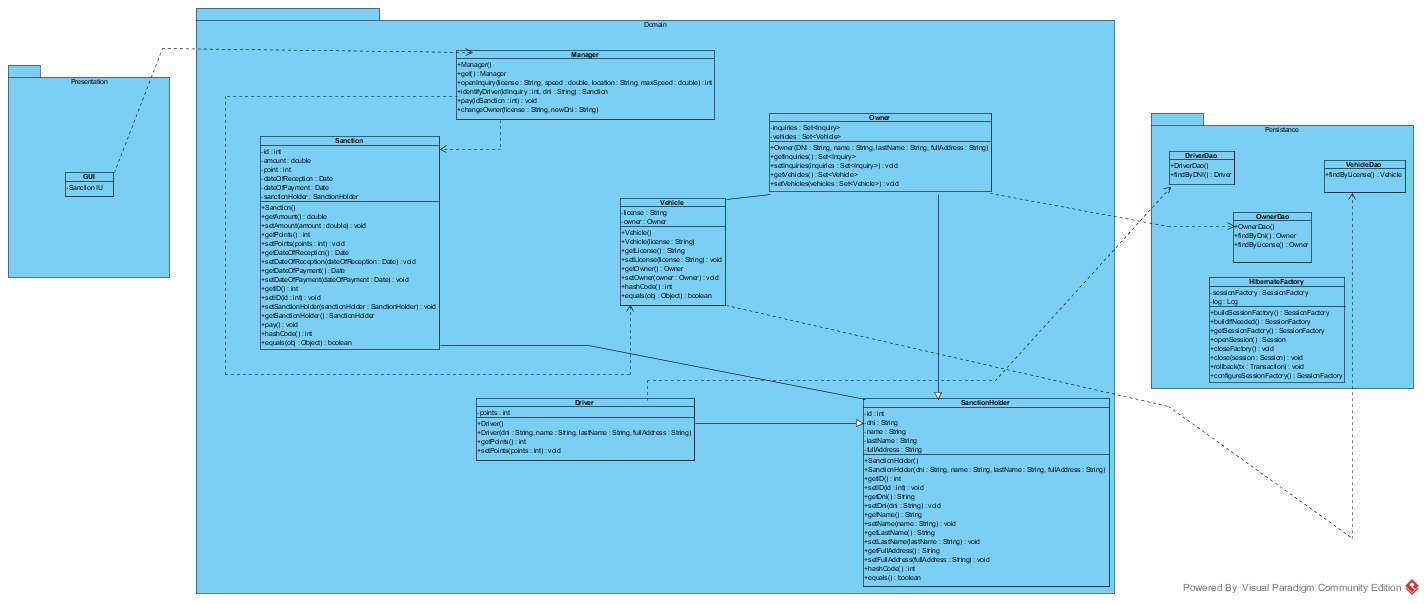 Domain
Presentation
GUI
-Sanction IU
Manager
+Manager()
+get() : Manager
+openInquiry(license : String, speed : double, location : String, maxSpeed : double) : int
+identifyDriver(idInquiry : int, dni : String) : Sanction
+pay(idSanction : int) : void
+changeOwner(license : String, newDni : String)
Sanction
-id : int
-amount : double
-point : int
-dateOfReception : Date
-dateOfPayment : Date
-sanctionHolder : SanctionHolder
+Sanction()
+getAmount() : double
+setAmount(amount : double) : void
+getPoints() : int
+setPoints(points : int) : void
+getDateOfReception() : Date
+setDateOfReception(dateOfReception : Date) : void
+getDateOfPayment() : Date
+setDateOfPayment(dateOfPayment : Date) : void
+getID() : int
+setID(id : int) : void
+setSanctionHolder(sanctionHolder : SanctionHolder) : void
+getSanctionHolder() : SanctionHolder
+pay() : void
+hashCode() : int
+equals(obj : Object) : boolean
Owner
-inquiries : Set<Inquiry>
-vehicles : Set<Vehicle>
+Owner(DNI : String, name : String, lastName : String, fullAddress : String)
+getInquiries() : Set<Inquiry>
+setInquiries(inquiries : Set<Inquiry>) : void
+getVehicles() : Set<Vehicle>
+setVehicles(vehicles : Set<Vehicle>) : void
Vehicle
-license : String
-owner : Owner
+Vehicle()
+Vehicle(license : String)
+getLicense() : String
+setLicense(license : String) : void
+getOwner() : Owner
+setOwner(owner : Owner) : void
+hashCode() : int
+equals(obj : Object) : boolean
Driver
-points : int
+Driver()
+Driver(dni : String, name : String, lastName : String, fullAddress : String)
+getPoints() : int
+setPoints(points : int) : void
SanctionHolder
-id : int
-dni : String
-name : String
-lastName : String
-fullAddress : String
+SanctionHolder()
+SanctionHolder(dni : String, name : String, lastName : String, fullAddress : String)
+getID() : int
+setID(id : int) : void
+getDni() : String
+setDni(dni : String) : void
+getName() : String
+setName(name : String) : void
+getLastName() : String
+setLastName(lastName : String) : void
+getFullAddress() : String
+setFullAddress(fullAddress : String) : void
+hashCode() : int
+equals() : boolean
Persistance
DriverDao
+DriverDao()
+findByDNI() : Driver
VehicleDao
+findByLicense() : Vehicle
OwnerDao
+OwnerDao()
+findByDni() : Owner
+findByLicense() : Owner
HibernateFactory
-sessionFactory : SessionFactory
-log : Log
+buildSessionFactory() : SessionFactory
+buildIfNeeded() : SessionFactory
+getSessionFactory() : SessionFactory
+openSession() : Session
+closeFactory() : void
+close(session : Session) : void
+rollback(tx : Transaction) : void
+configureSessionFactory() : SessionFactory
Powered By Visual Paradigm Community Edition